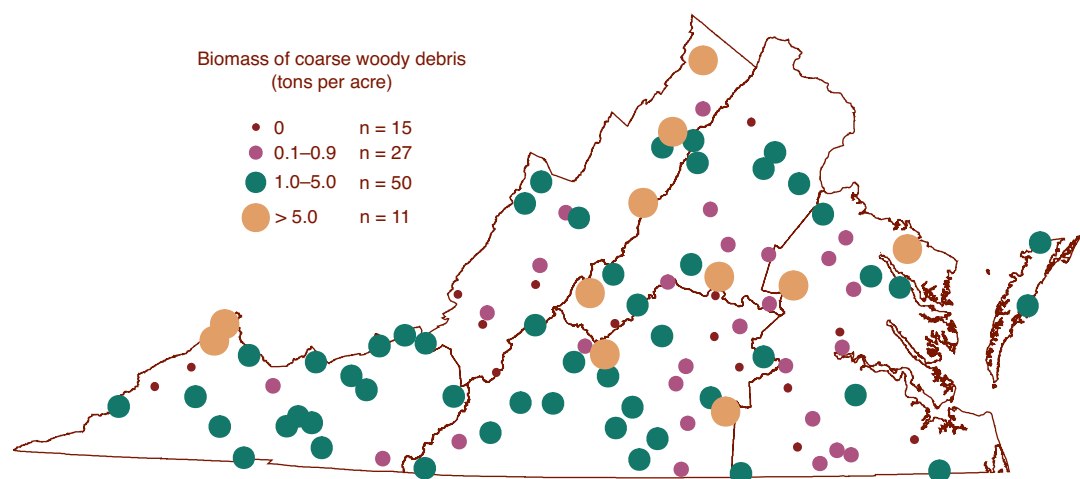 Biomass of coarse woody debris
(tons per acre)
0 n = 15
0.1–0.9 n = 27
1.0–5.0 n = 50
> 5.0 n = 11